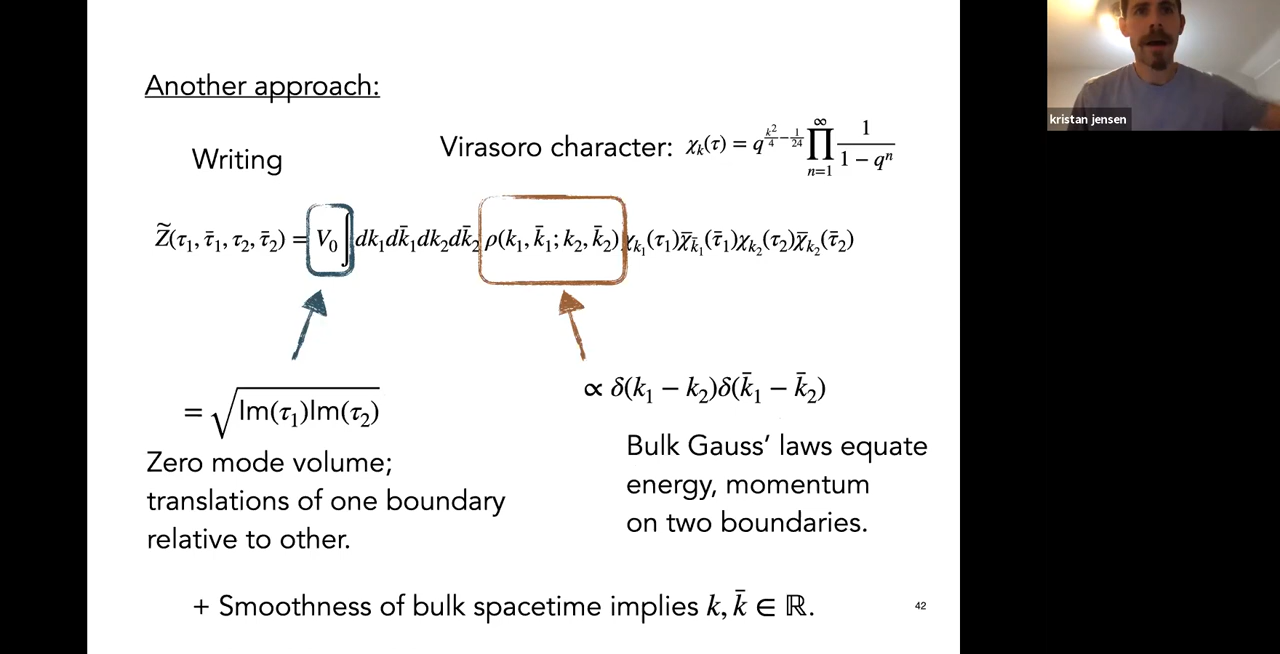 Another approach:
Writing
Virasoro character: χ_k(τ) = q^{k²/4 − 1/24} ∏_{n=1}^{∞} 1/(1 − qⁿ)
Z̃(τ₁, τ̄₁, τ₂, τ̄₂) = V₀ ∫ dk₁dk̄₁dk₂dk̄₂ ρ(k₁, k̄₁; k₂, k̄₂) χ_{k₁}(τ₁)χ̄_{k̄₁}(τ̄₁)χ_{k₂}(τ₂)χ̄_{k̄₂}(τ̄₂)
= √(Im(τ₁)Im(τ₂))
Zero mode volume;
translations of one boundary
relative to other.
∝ δ(k₁ − k₂)δ(k̄₁ − k̄₂)
Bulk Gauss’ laws equate
energy, momentum
on two boundaries.
+ Smoothness of bulk spacetime implies k, k̄ ∈ ℝ.
42
kristan jensen